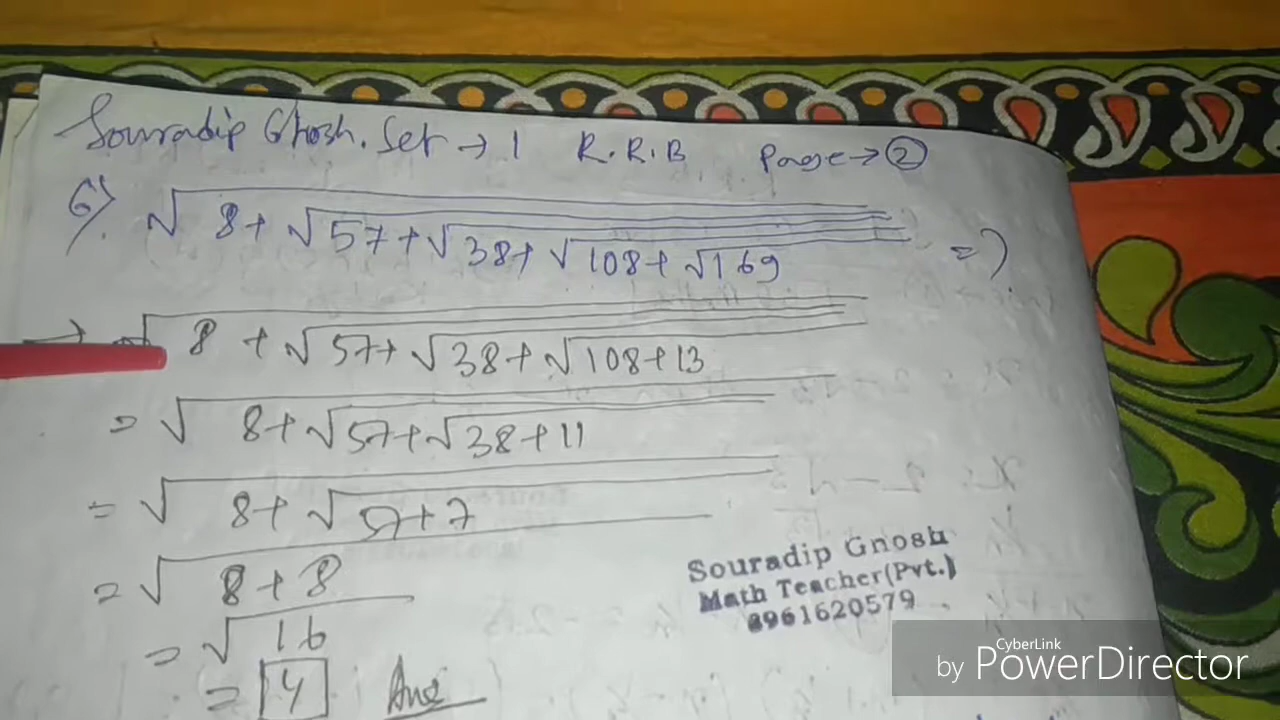 Souradip Ghosh. Set → 1 R.R.B Page → 2
6). √8+√57+√38+√108+√169 = ?
→ √8+√57+√38+√108+13
= √8+√57+√38+11
= √8+√57+7
= √8+8
= √16
= 4 Ans
Souradip Gnosh
Math Teacher(Pvt.)
8961620579
CyberLink
by PowerDirector